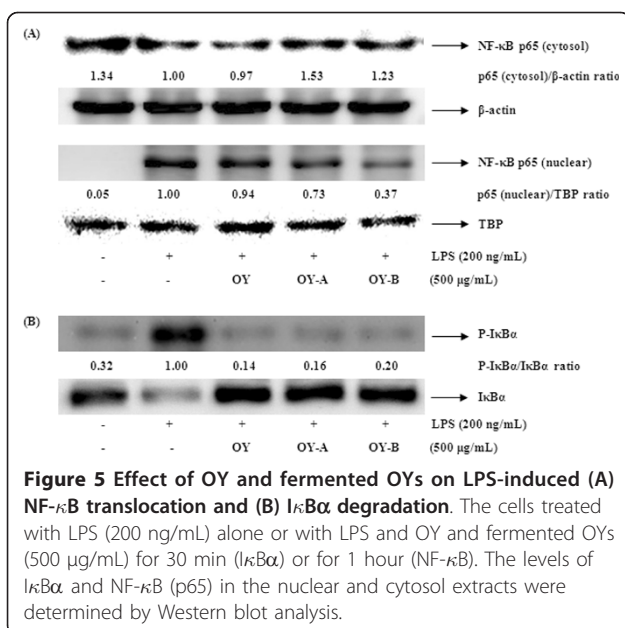 (A)
NF-κB p65 (cytosol)
1.34 1.00 0.97 1.53 1.23 p65 (cytosol)/β-actin ratio
β-actin
NF-κB p65 (nuclear)
0.05 1.00 0.94 0.73 0.37 p65 (nuclear)/TBP ratio
TBP
- + + + + LPS (200 ng/mL)
- - OY OY-A OY-B (500 μg/mL)
(B)
P-IκBα
0.32 1.00 0.14 0.16 0.20 P-IκBα/IκBα ratio
IκBα
- + + + + LPS (200 ng/mL)
- - OY OY-A OY-B (500 μg/mL)
Figure 5 Effect of OY and fermented OYs on LPS-induced (A)
NF-κB translocation and (B) IκBα degradation. The cells treated
with LPS (200 ng/mL) alone or with LPS and OY and fermented OYs
(500 μg/mL) for 30 min (IκBα) or for 1 hour (NF-κB). The levels of
IκBα and NF-κB (p65) in the nuclear and cytosol extracts were
determined by Western blot analysis.